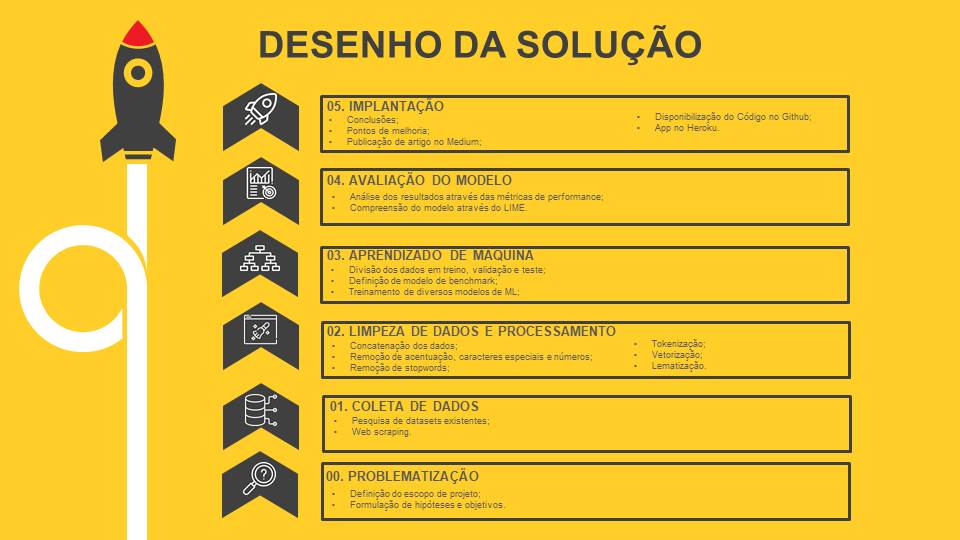 DESENHO DA SOLUÇÃO
05. IMPLANTAÇÃO
• Conclusões;
• Pontos de melhoria;
• Publicação de artigo no Medium;
• Disponibilização do Código no Github;
• App no Heroku.
04. AVALIAÇÃO DO MODELO
• Análise dos resultados através das métricas de performance;
• Compreensão do modelo através do LIME.
03. APRENDIZADO DE MAQUINA
• Divisão dos dados em treino, validação e teste;
• Definição de modelo de benchmark;
• Treinamento de diversos modelos de ML;
02. LIMPEZA DE DADOS E PROCESSAMENTO
• Concatenação dos dados;
• Remoção de acentuação, caracteres especiais e números;
• Remoção de stopwords;
• Tokenização;
• Vetorização;
• Lematização.
01. COLETA DE DADOS
• Pesquisa de datasets existentes;
• Web scraping.
00. PROBLEMATIZAÇÃO
• Definição do escopo de projeto;
• Formulação de hipóteses e objetivos.